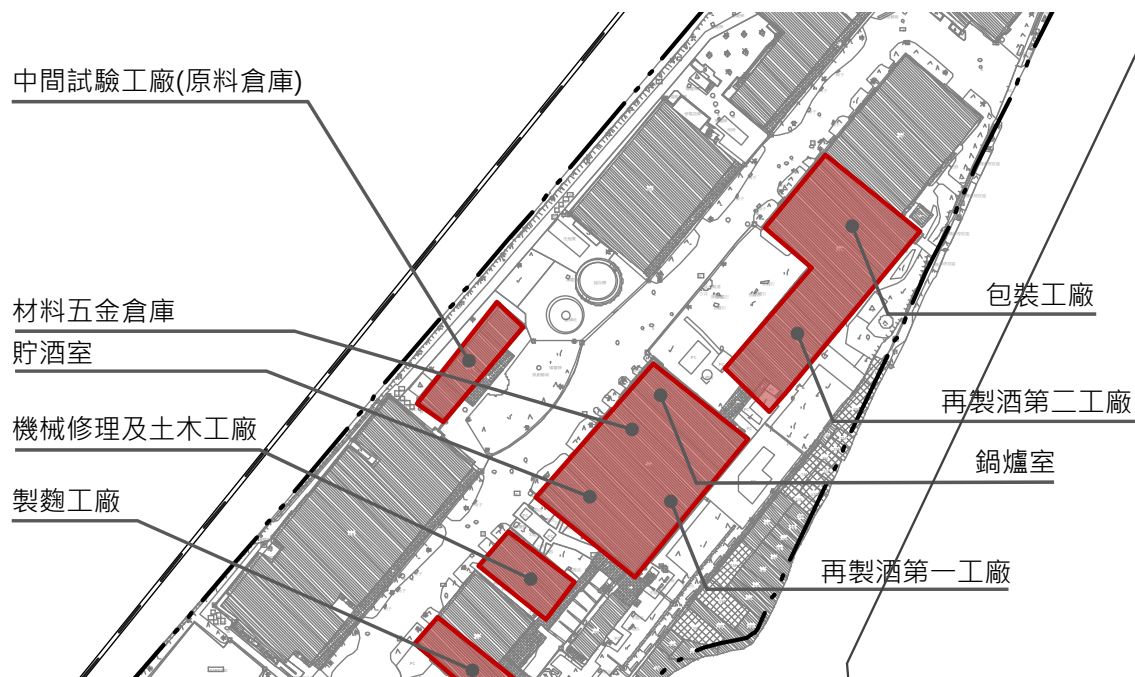 中間試驗工廠(原料倉庫)
材料五金倉庫
貯酒室
機械修理及土木工廠
製麴工廠
包裝工廠
再製酒第二工廠
鍋爐室
再製酒第一工廠